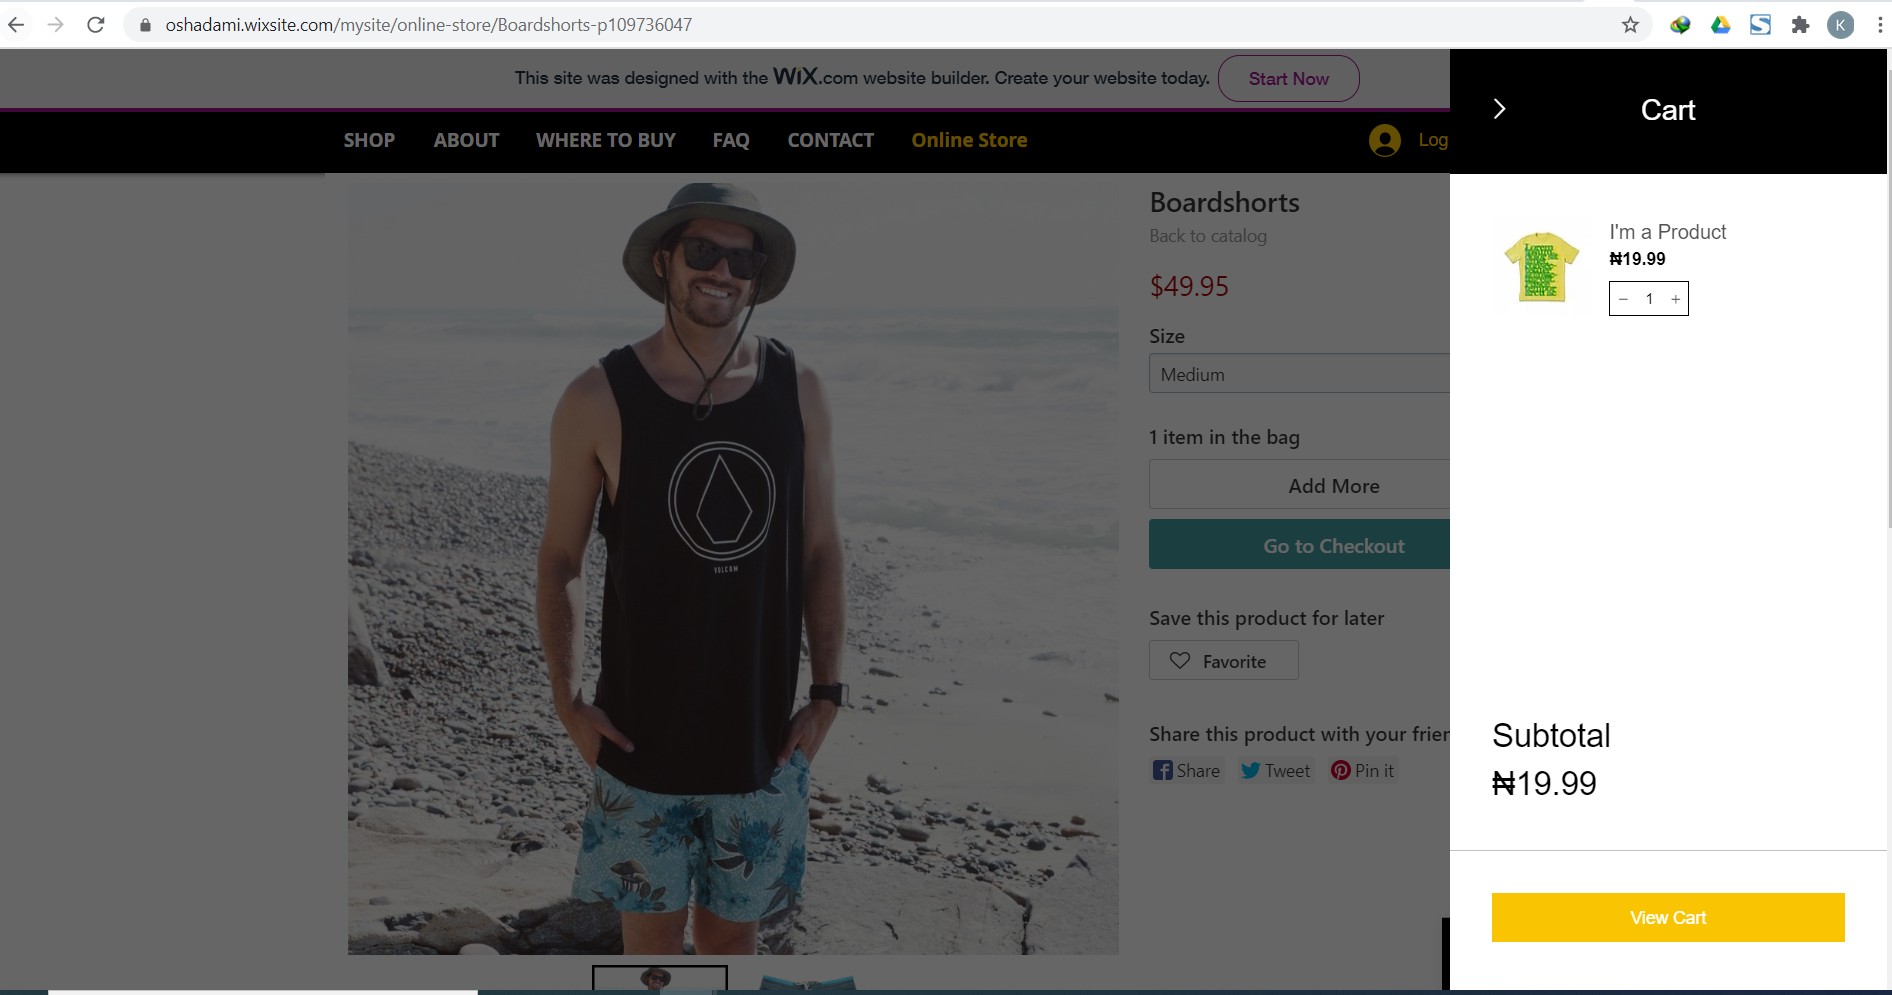 oshadami.wixsite.com/mysite/online-store/Boardshorts-p109736047
K
This site was designed with the WiX.com website builder. Create your website today.
Start Now
SHOP ABOUT WHERE TO BUY FAQ CONTACT Online Store
Log
Boardshorts
Back to catalog
$49.95
Size
Medium
1 item in the bag
Add More
Go to Checkout
Save this product for later
Favorite
Share this product with your frien
Share Tweet Pin it
VOLCOM
Cart
I'm a Product
₦19.99
− 1 +
Subtotal
₦19.99
View Cart